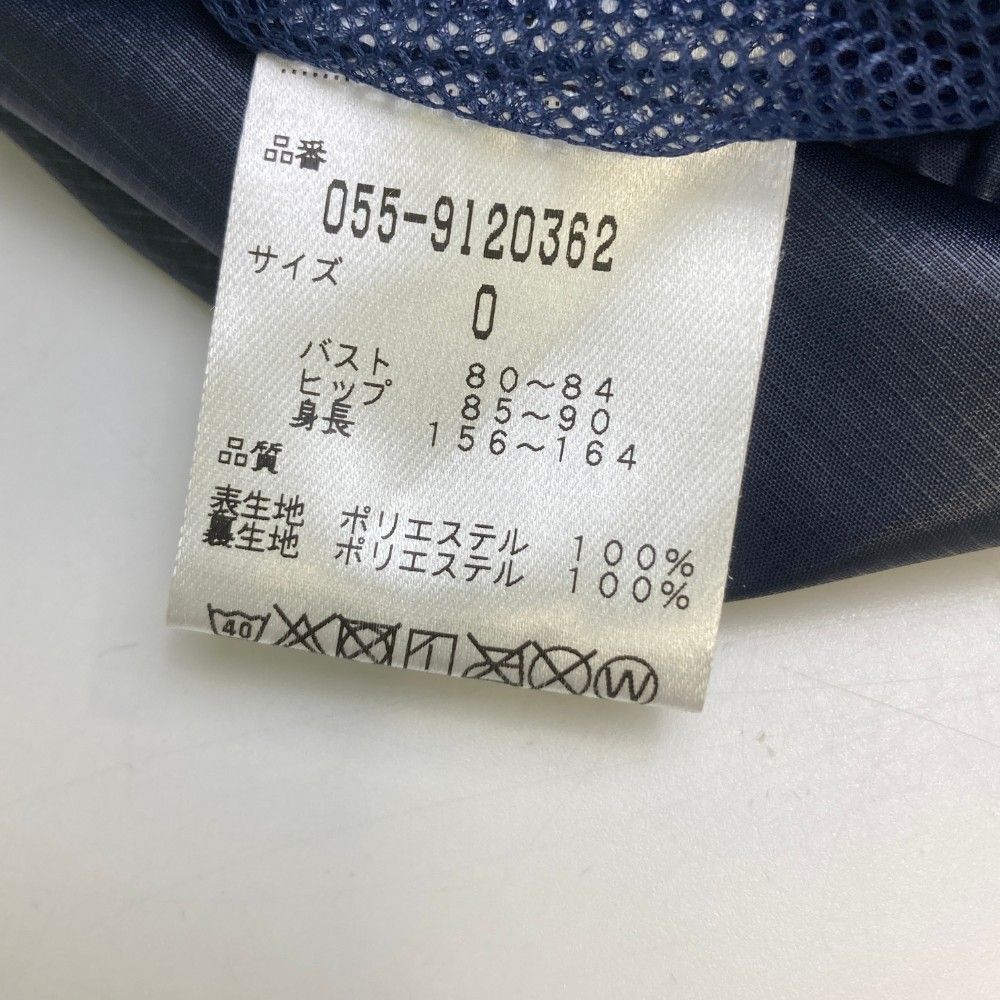 品番
055-9120362
サイズ
0
バスト 80～84
ヒップ 85～90
身長 156～164
品質
表生地 ポリエステル 100%
裏生地 ポリエステル 100%
40
W